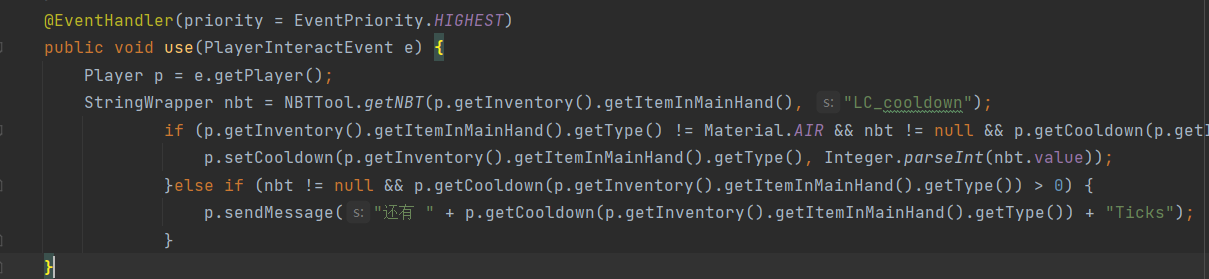 @EventHandler(priority = EventPriority.HIGHEST)
public void use(PlayerInteractEvent e) {
Player p = e.getPlayer();
StringWrapper nbt = NBTTool.getNBT(p.getInventory().getItemInMainHand(), s: "LC_cooldown");
if (p.getInventory().getItemInMainHand().getType() != Material.AIR && nbt != null && p.getCooldown(p.getI
p.setCooldown(p.getInventory().getItemInMainHand().getType(), Integer.parseInt(nbt.value));
}else if (nbt != null && p.getCooldown(p.getInventory().getItemInMainHand().getType()) > 0) {
p.sendMessage( s: "还有 " + p.getCooldown(p.getInventory().getItemInMainHand().getType()) + "Ticks");
}
}